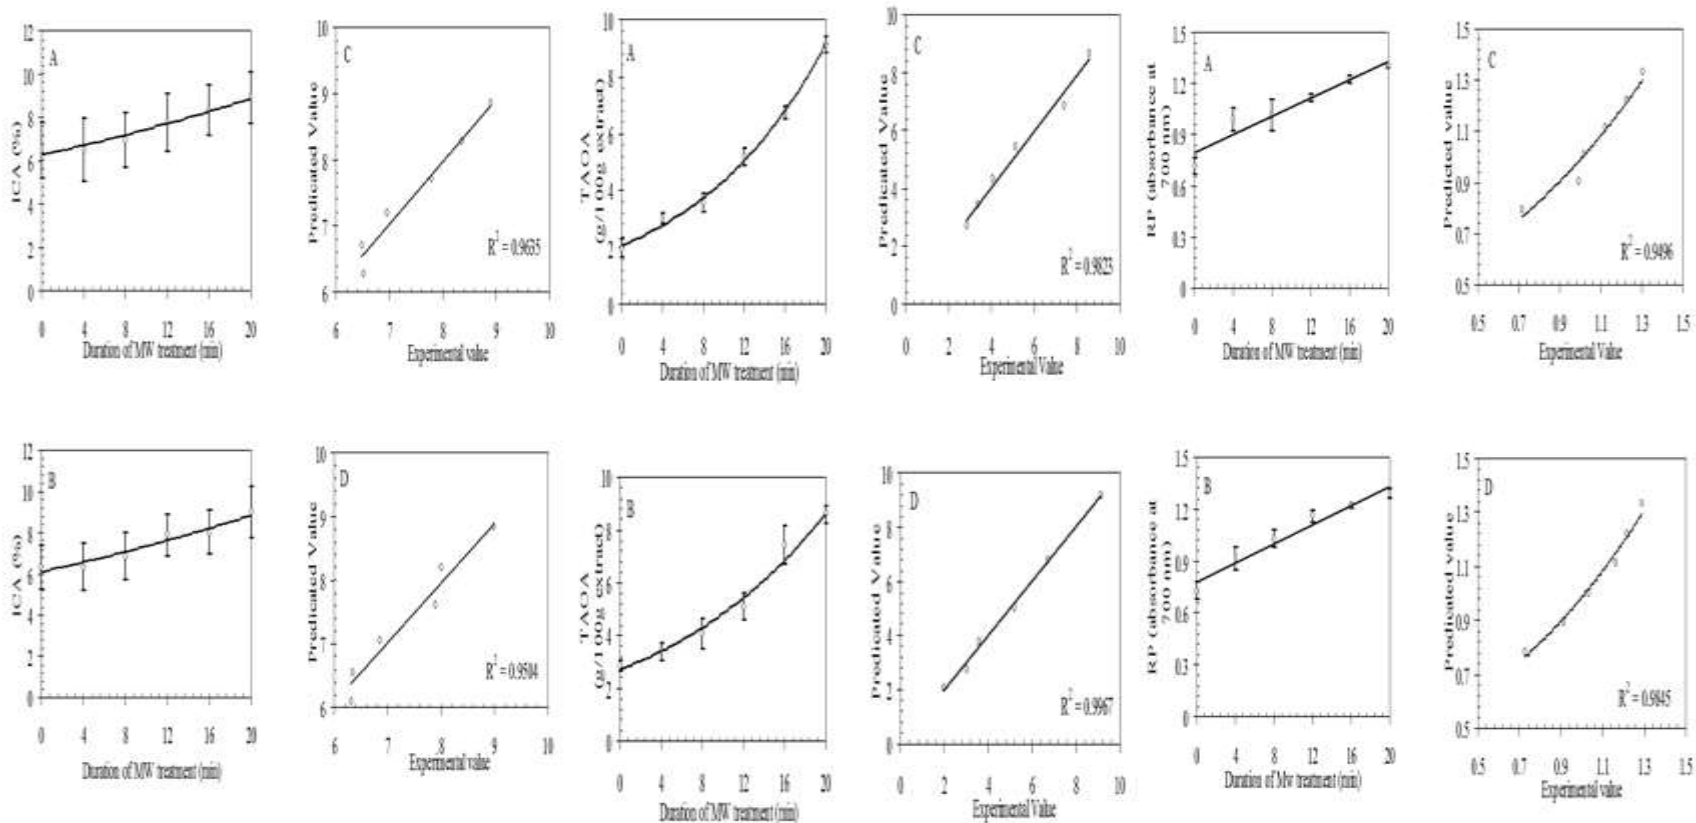 A
ICA (%)
12
10
8
6
4
2
0
0 4 8 12 16 20
Duration of MW treatment (min)
C
Predicated Value
10
9
8
7
6
R2 = 0.9635
6 7 8 9 10
Experimental value
A
TAOA
(g/100g extract)
10
8
6
4
2
0
0 4 8 12 16 20
Duration of MW treatment (min)
C
Predicated Value
10
8
6
4
2
0
R2 = 0.9823
0 2 4 6 8 10
Experimental Value
A
RP (absorbance at
700 nm)
1.5
1.2
0.9
0.6
0.3
0
0 4 8 12 16 20
Duration of MW treatment (min)
C
Predicted value
1.5
1.3
1.1
0.9
0.7
0.5
R2 = 0.9496
0.5 0.7 0.9 1.1 1.3 1.5
Experimental Value
B
ICA (%)
12
10
8
6
4
2
0
0 4 8 12 16 20
Duration of MW treatment (min)
D
Predicated Value
10
9
8
7
6
R2 = 0.9504
6 7 8 9 10
Experimental value
B
TAOA
(g/100g extract)
10
8
6
4
2
0
0 4 8 12 16 20
Duration of MW treatment (min)
D
Predicated Value
10
8
6
4
2
0
R2 = 0.9967
0 2 4 6 8 10
Experimental Value
B
RP (absorbance at
700 nm)
1.5
1.2
0.9
0.6
0.3
0
0 4 8 12 16 20
Duration of Mw treatment (min)
D
Predicated value
1.5
1.3
1.1
0.9
0.7
0.5
R2 = 0.9845
0.5 0.7 0.9 1.1 1.3 1.5
Experimental value